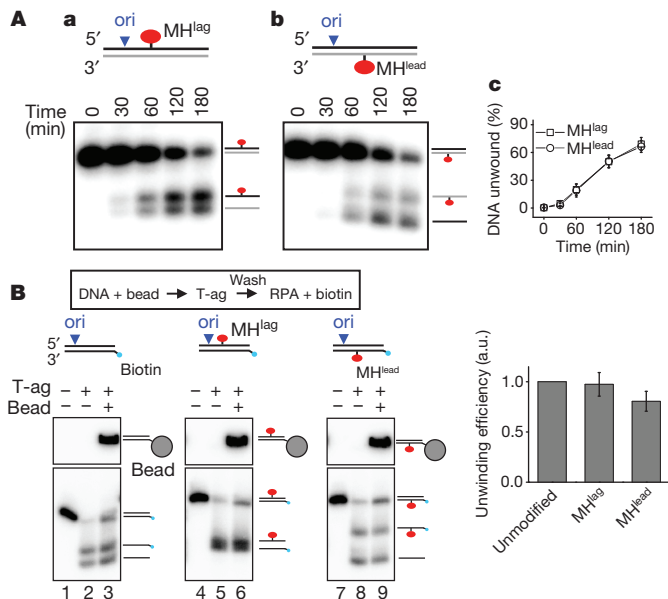 A
a
ori
MH^lag
5′
3′
Time (min)
0 30 60 120 180
b
ori
5′
3′
MH^lead
0 30 60 120 180
c
DNA unwound (%)
90
60
30
0
MH^lag
MH^lead
0 60 120 180
Time (min)
B
Wash
DNA + bead → T-ag → RPA + biotin
ori
5′
3′
Biotin
ori MH^lag
ori
MH^lead
T-ag – + + – + + – + +
Bead – – + – – + – – +
Bead
1 2 3 4 5 6 7 8 9
Unwinding efficiency (a.u.)
1.0
0.5
0
Unmodified
MH^lag
MH^lead